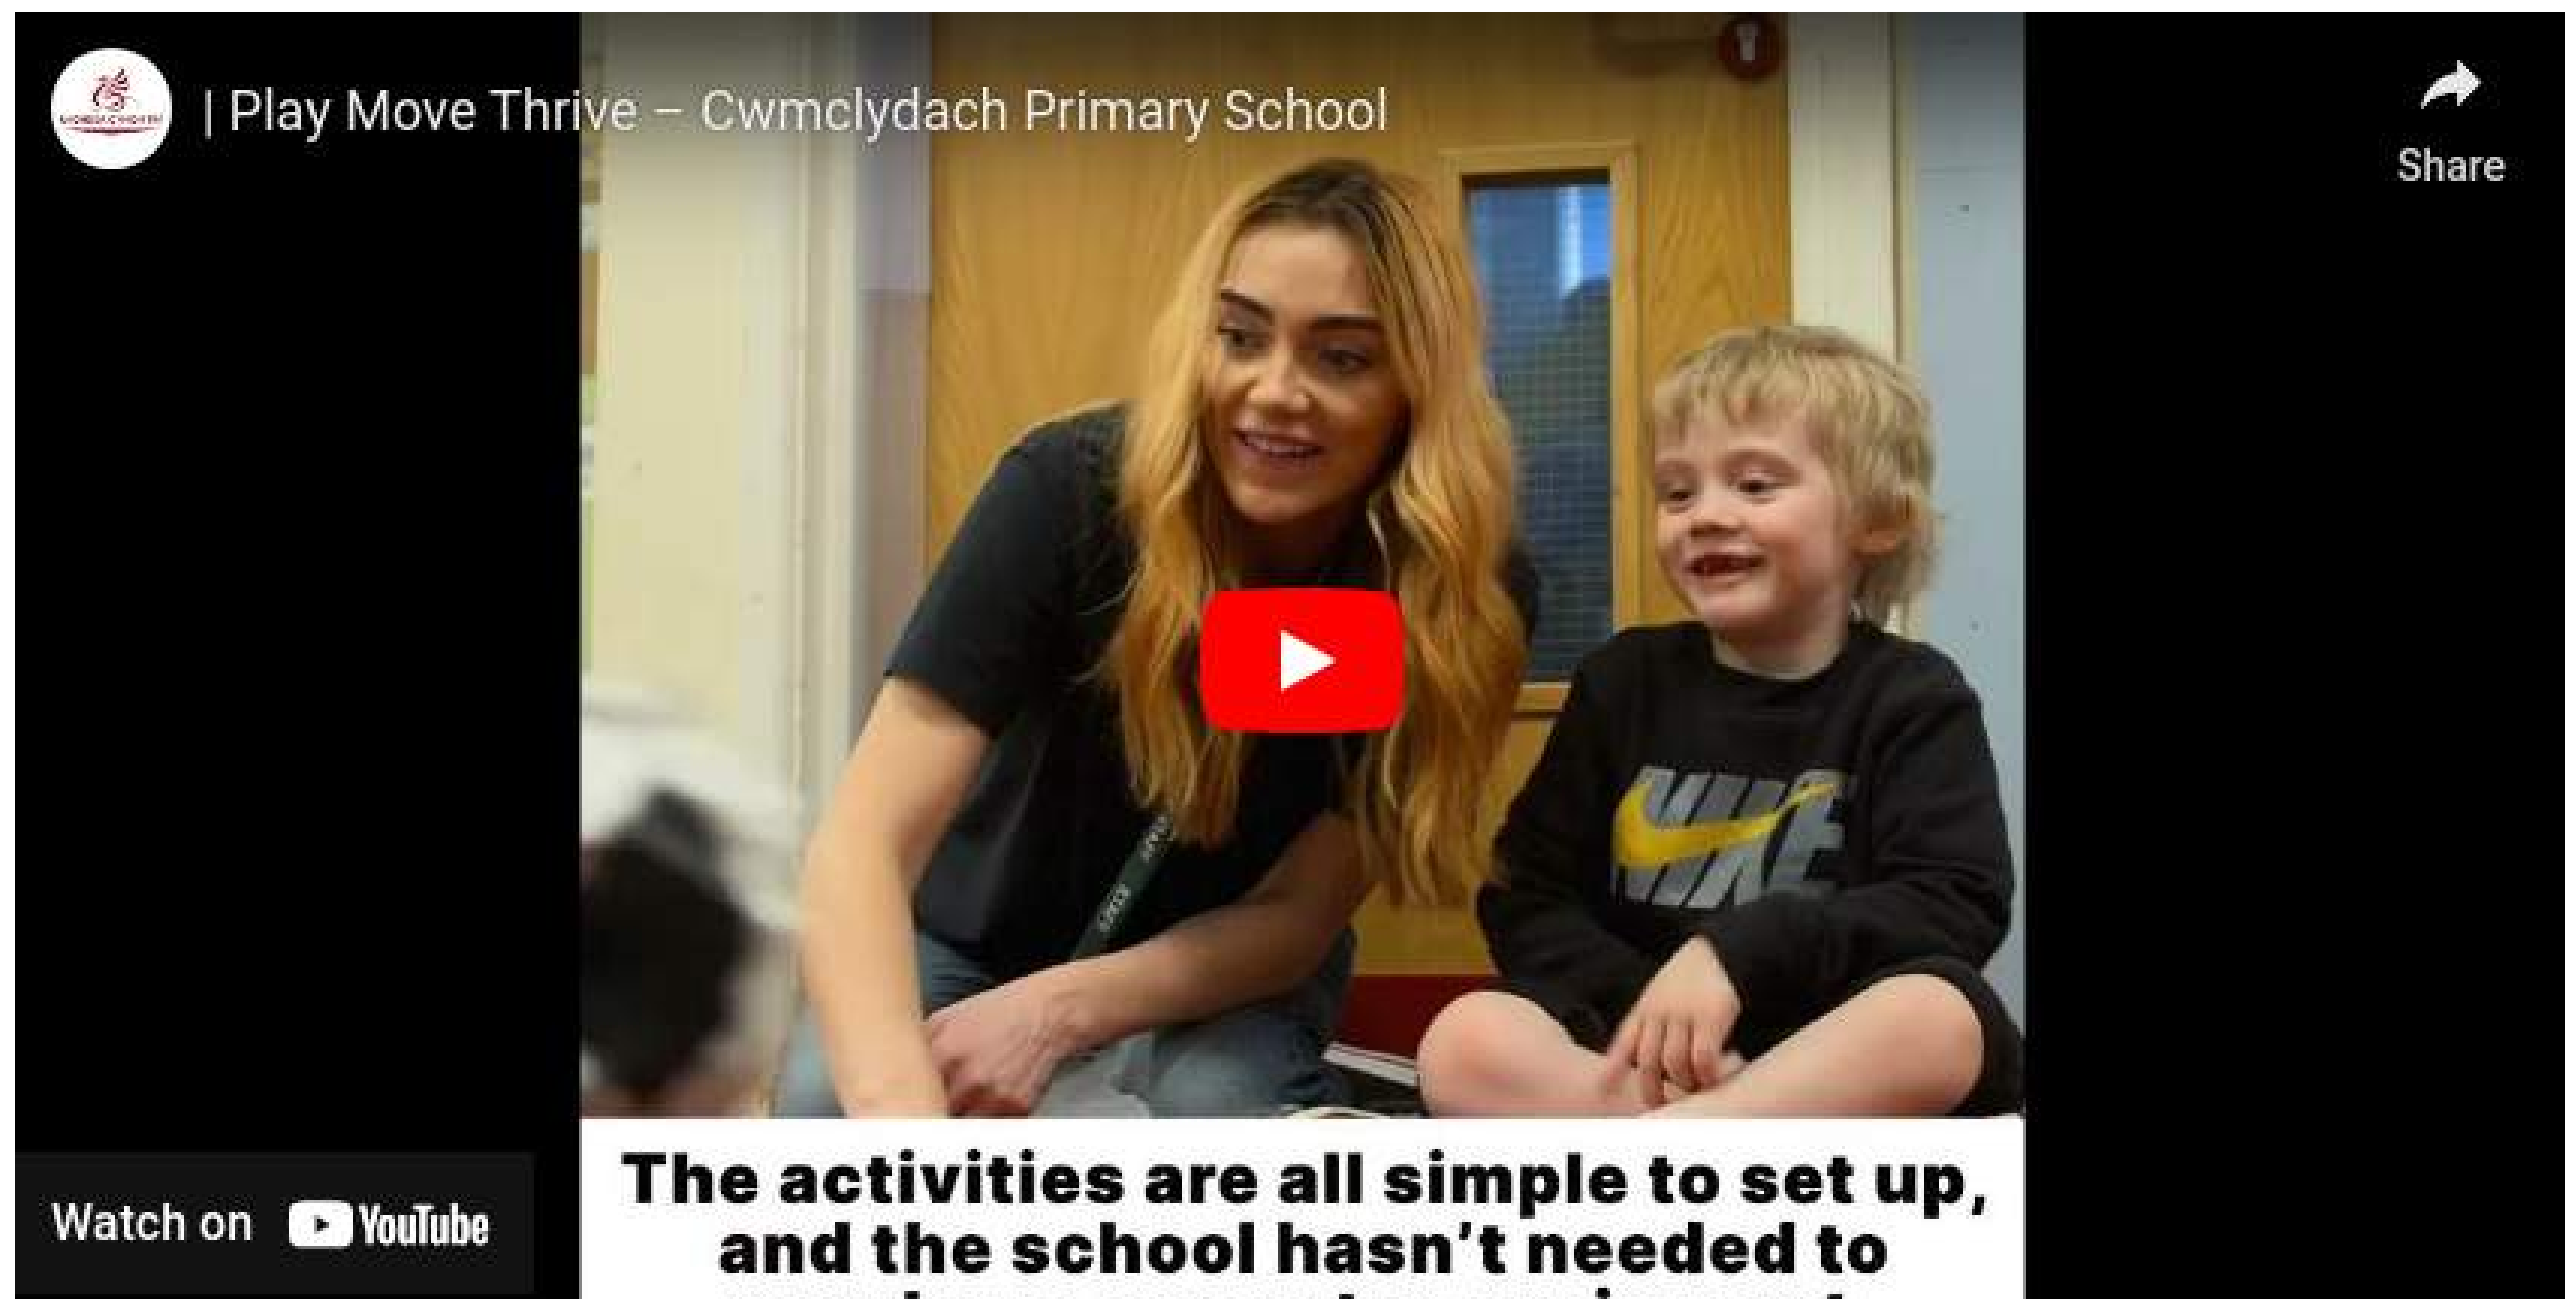 | Play Move Thrive – Cwmclydach Primary School
Share
NIKE
The activities are all simple to set up,
and the school hasn't needed to
Watch on YouTube